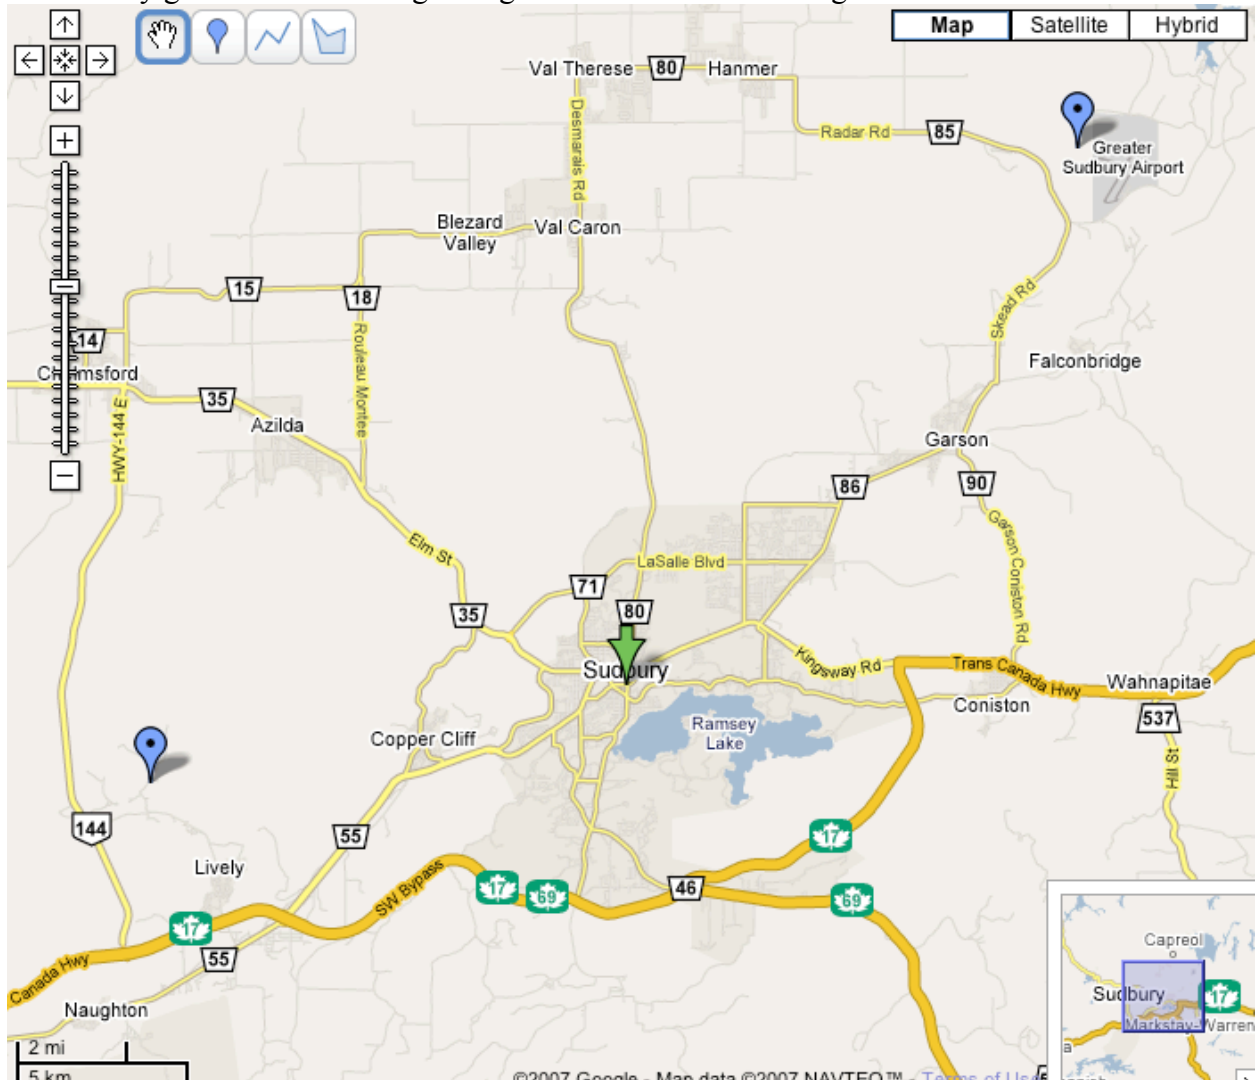 Map
Satellite
Hybrid
Val Therese
80
Hanmer
Radar Rd
85
Greater
Sudbury Airport
Desmarais Rd
Blezard
Valley
Val Caron
15
18
Skead Rd
14
Rouleau Montee
Falconbridge
35
HWY-144 E
Azilda
Garson
86
90
Elm St
Garson Coniston Rd
LaSalle Blvd
71
80
35
Kingsway Rd
Sudbury
Trans Canada Hwy
Wahnapitae
Coniston
537
Ramsey
Lake
Copper Cliff
Hill St
144
55
17
Lively
SW Bypass
17
69
46
69
17
55
Canada Hwy
Naughton
Capreol
Sudbury
17
Markstay-Warren
2 mi
5 km
©2007 Google - Map data ©2007 NAVTEQ™ - Terms of Use